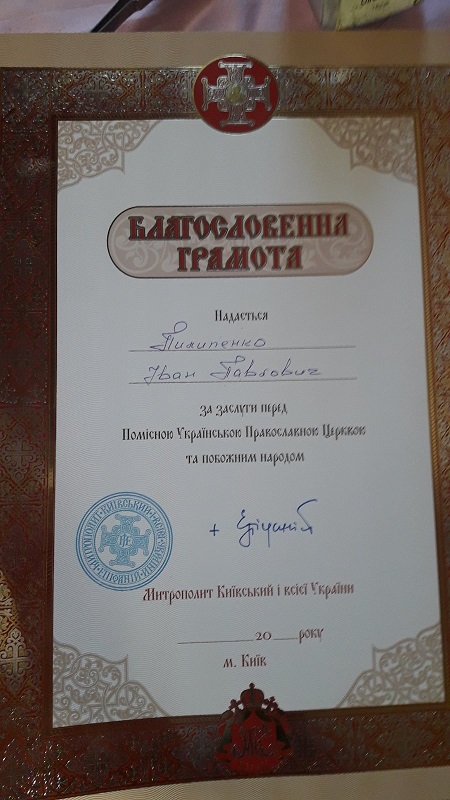 БЛАГОСЛОВЕННА
ГРАМОТА
Надається
Пилипенко
Іван Павлович
за заслуги перед
Помісною Українською Православною Церквою
та побожним народом
+ Епіфаній
Митрополит Київський і всієї України
20 року
м. Київ